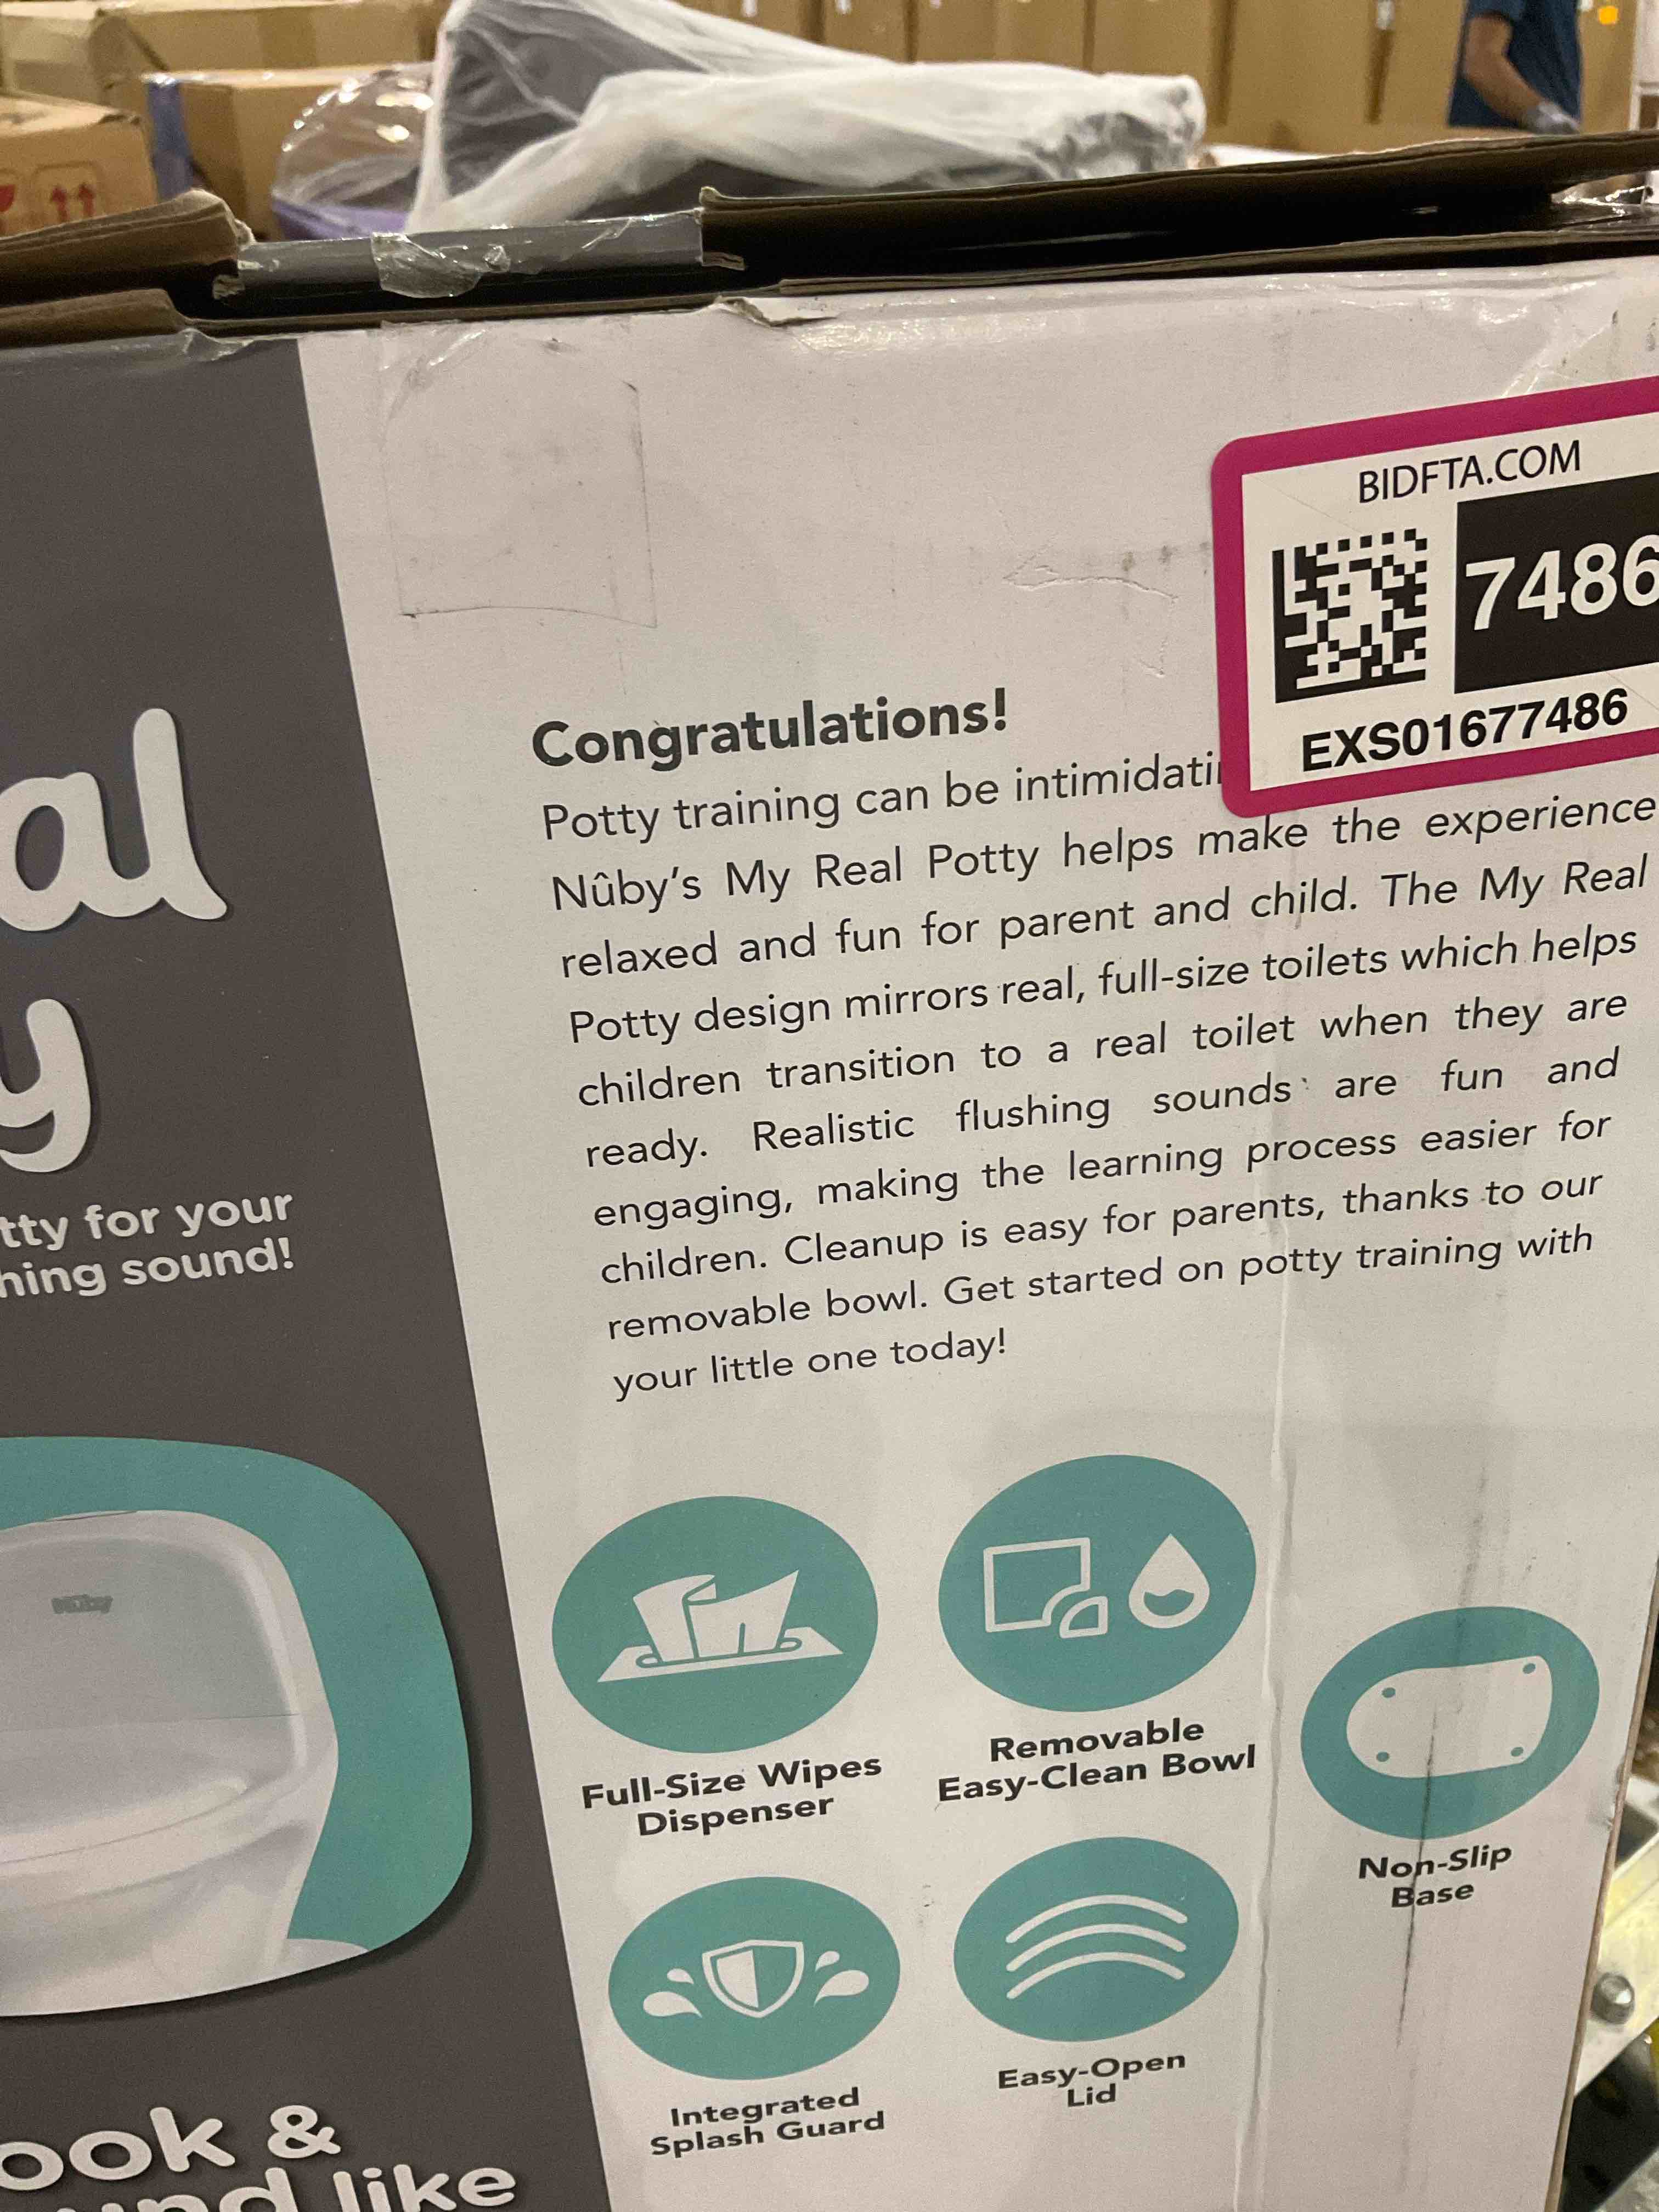 BIDFTA.COM
7486
EXS01677486
al
y
tty for your
hing sound!
Congratulations!
Potty training can be
Nûby's My Real Potty helps make the experience
relaxed and fun for parent and child. The My Real
Potty design mirrors real, full-size toilets which helps
children transition to a real toilet when they are
ready. Realistic flushing sounds are fun and
engaging, making the learning process easier for
children. Cleanup is easy for parents, thanks to our
removable bowl. Get started on potty training with
your little one today!
Nûby
Full-Size Wipes
Dispenser
Removable
Easy-Clean Bowl
Non-Slip
Base
Integrated
Splash Guard
Easy-Open
Lid
ook &
und like